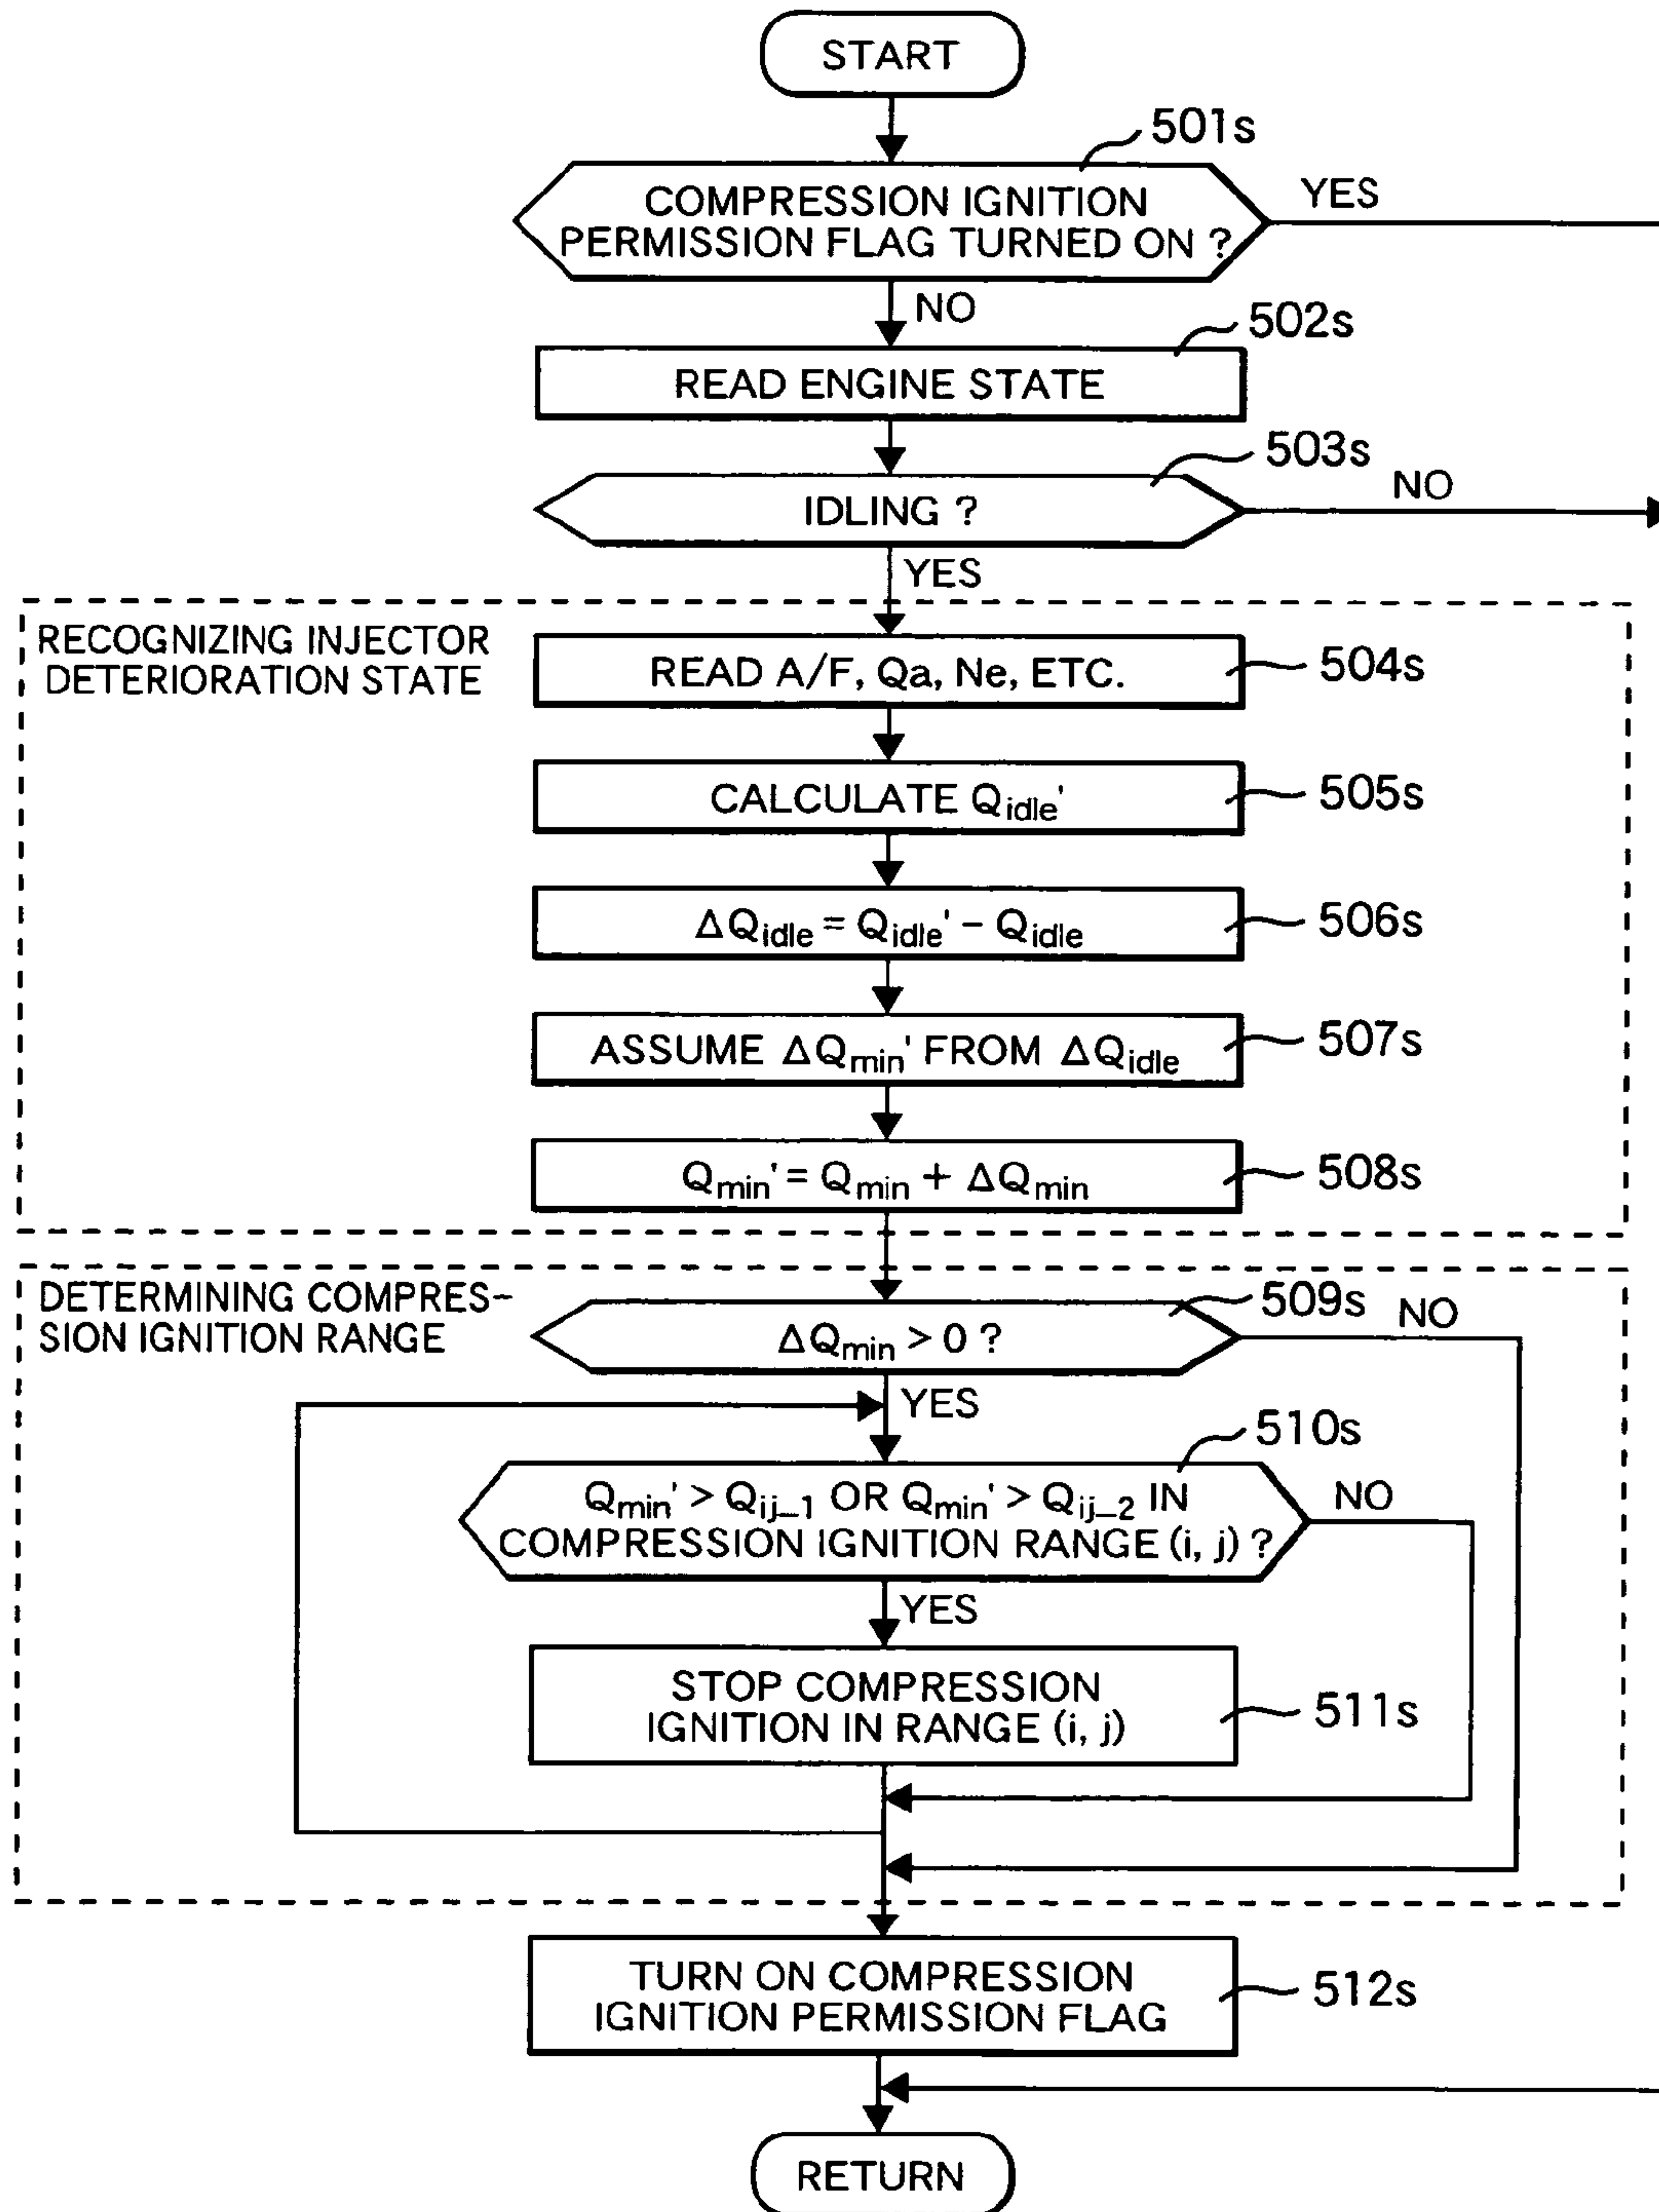 START
501s
COMPRESSION IGNITION
PERMISSION FLAG TURNED ON ?
YES
NO
502s
READ ENGINE STATE
503s
IDLING ?
NO
YES
RECOGNIZING INJECTOR
DETERIORATION STATE
READ A/F, Qa, Ne, ETC.
504s
CALCULATE Qidle'
505s
ΔQidle = Qidle' - Qidle
506s
ASSUME ΔQmin' FROM ΔQidle
507s
Qmin' = Qmin + ΔQmin
508s
DETERMINING COMPRES-
SION IGNITION RANGE
509s
ΔQmin > 0 ?
NO
YES
510s
Qmin' > Qij-1 OR Qmin' > Qij-2 IN
COMPRESSION IGNITION RANGE (i, j) ?
NO
YES
STOP COMPRESSION
IGNITION IN RANGE (i, j)
511s
TURN ON COMPRESSION
IGNITION PERMISSION FLAG
512s
RETURN